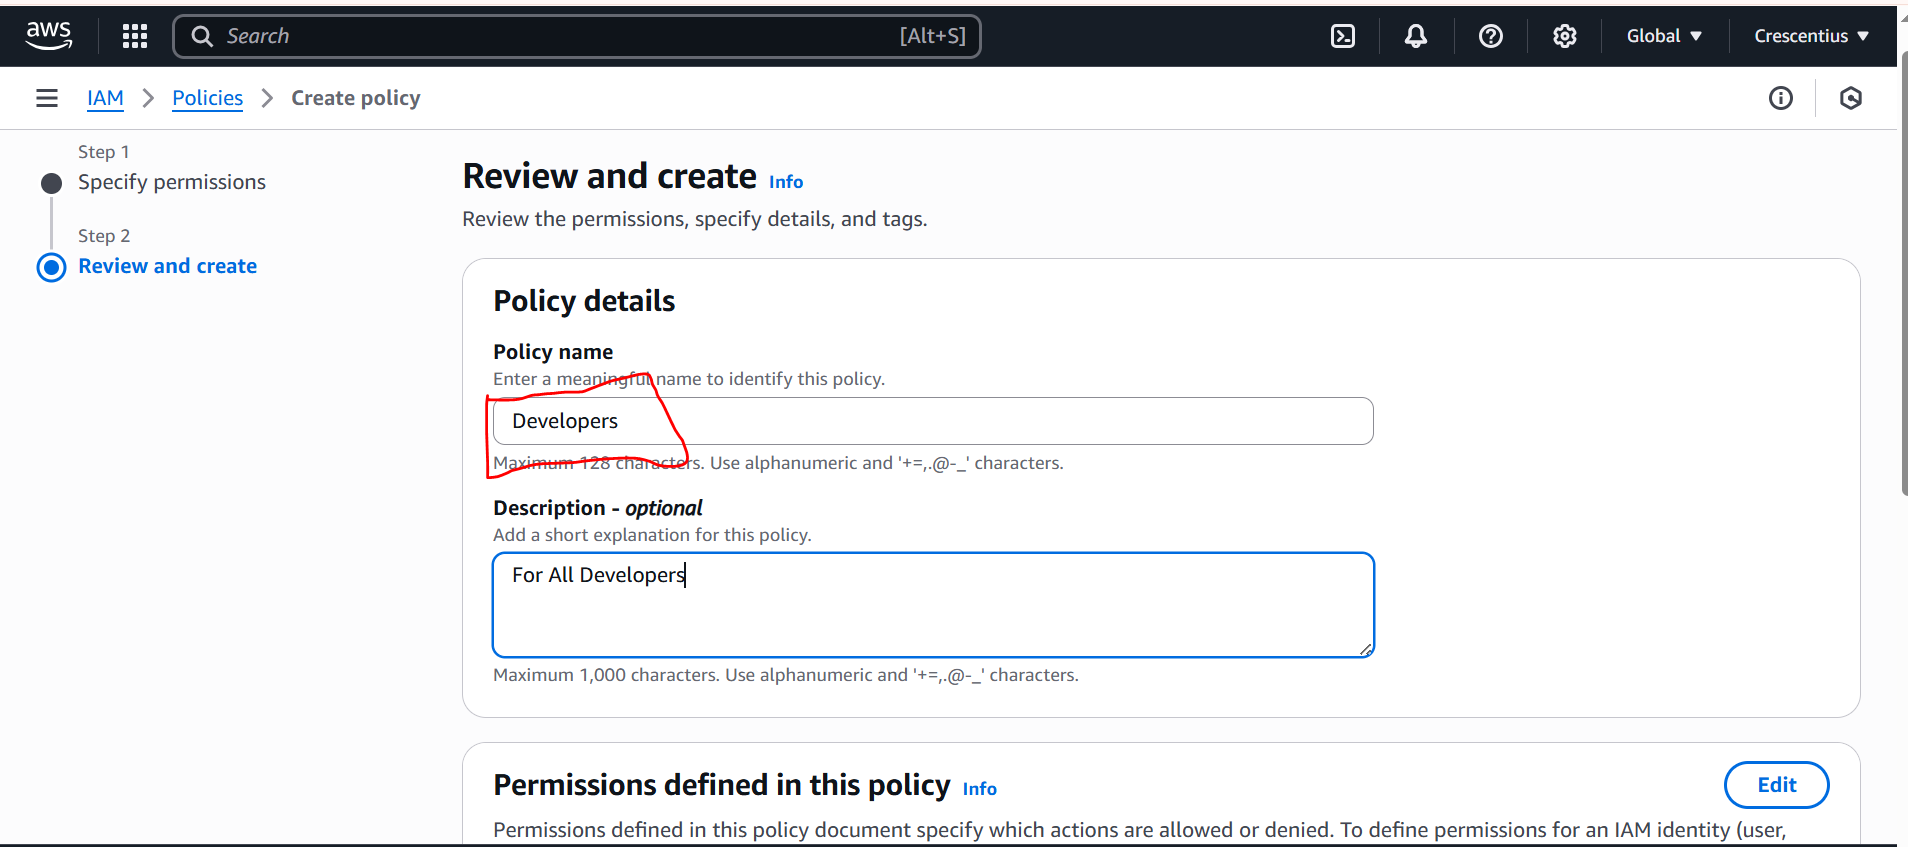 aws
Search [Alt+S]
Global
Crescentius
IAM
Policies
Create policy
Step 1
Specify permissions
Step 2
Review and create
Review and create Info
Review the permissions, specify details, and tags.
Policy details
Policy name
Enter a meaningful name to identify this policy.
Developers
Maximum 128 characters. Use alphanumeric and '+=,.@-_' characters.
Description - optional
Add a short explanation for this policy.
For All Developers
Maximum 1,000 characters. Use alphanumeric and '+=,.@-_' characters.
Permissions defined in this policy Info
Edit
Permissions defined in this policy document specify which actions are allowed or denied. To define permissions for an IAM identity (user,